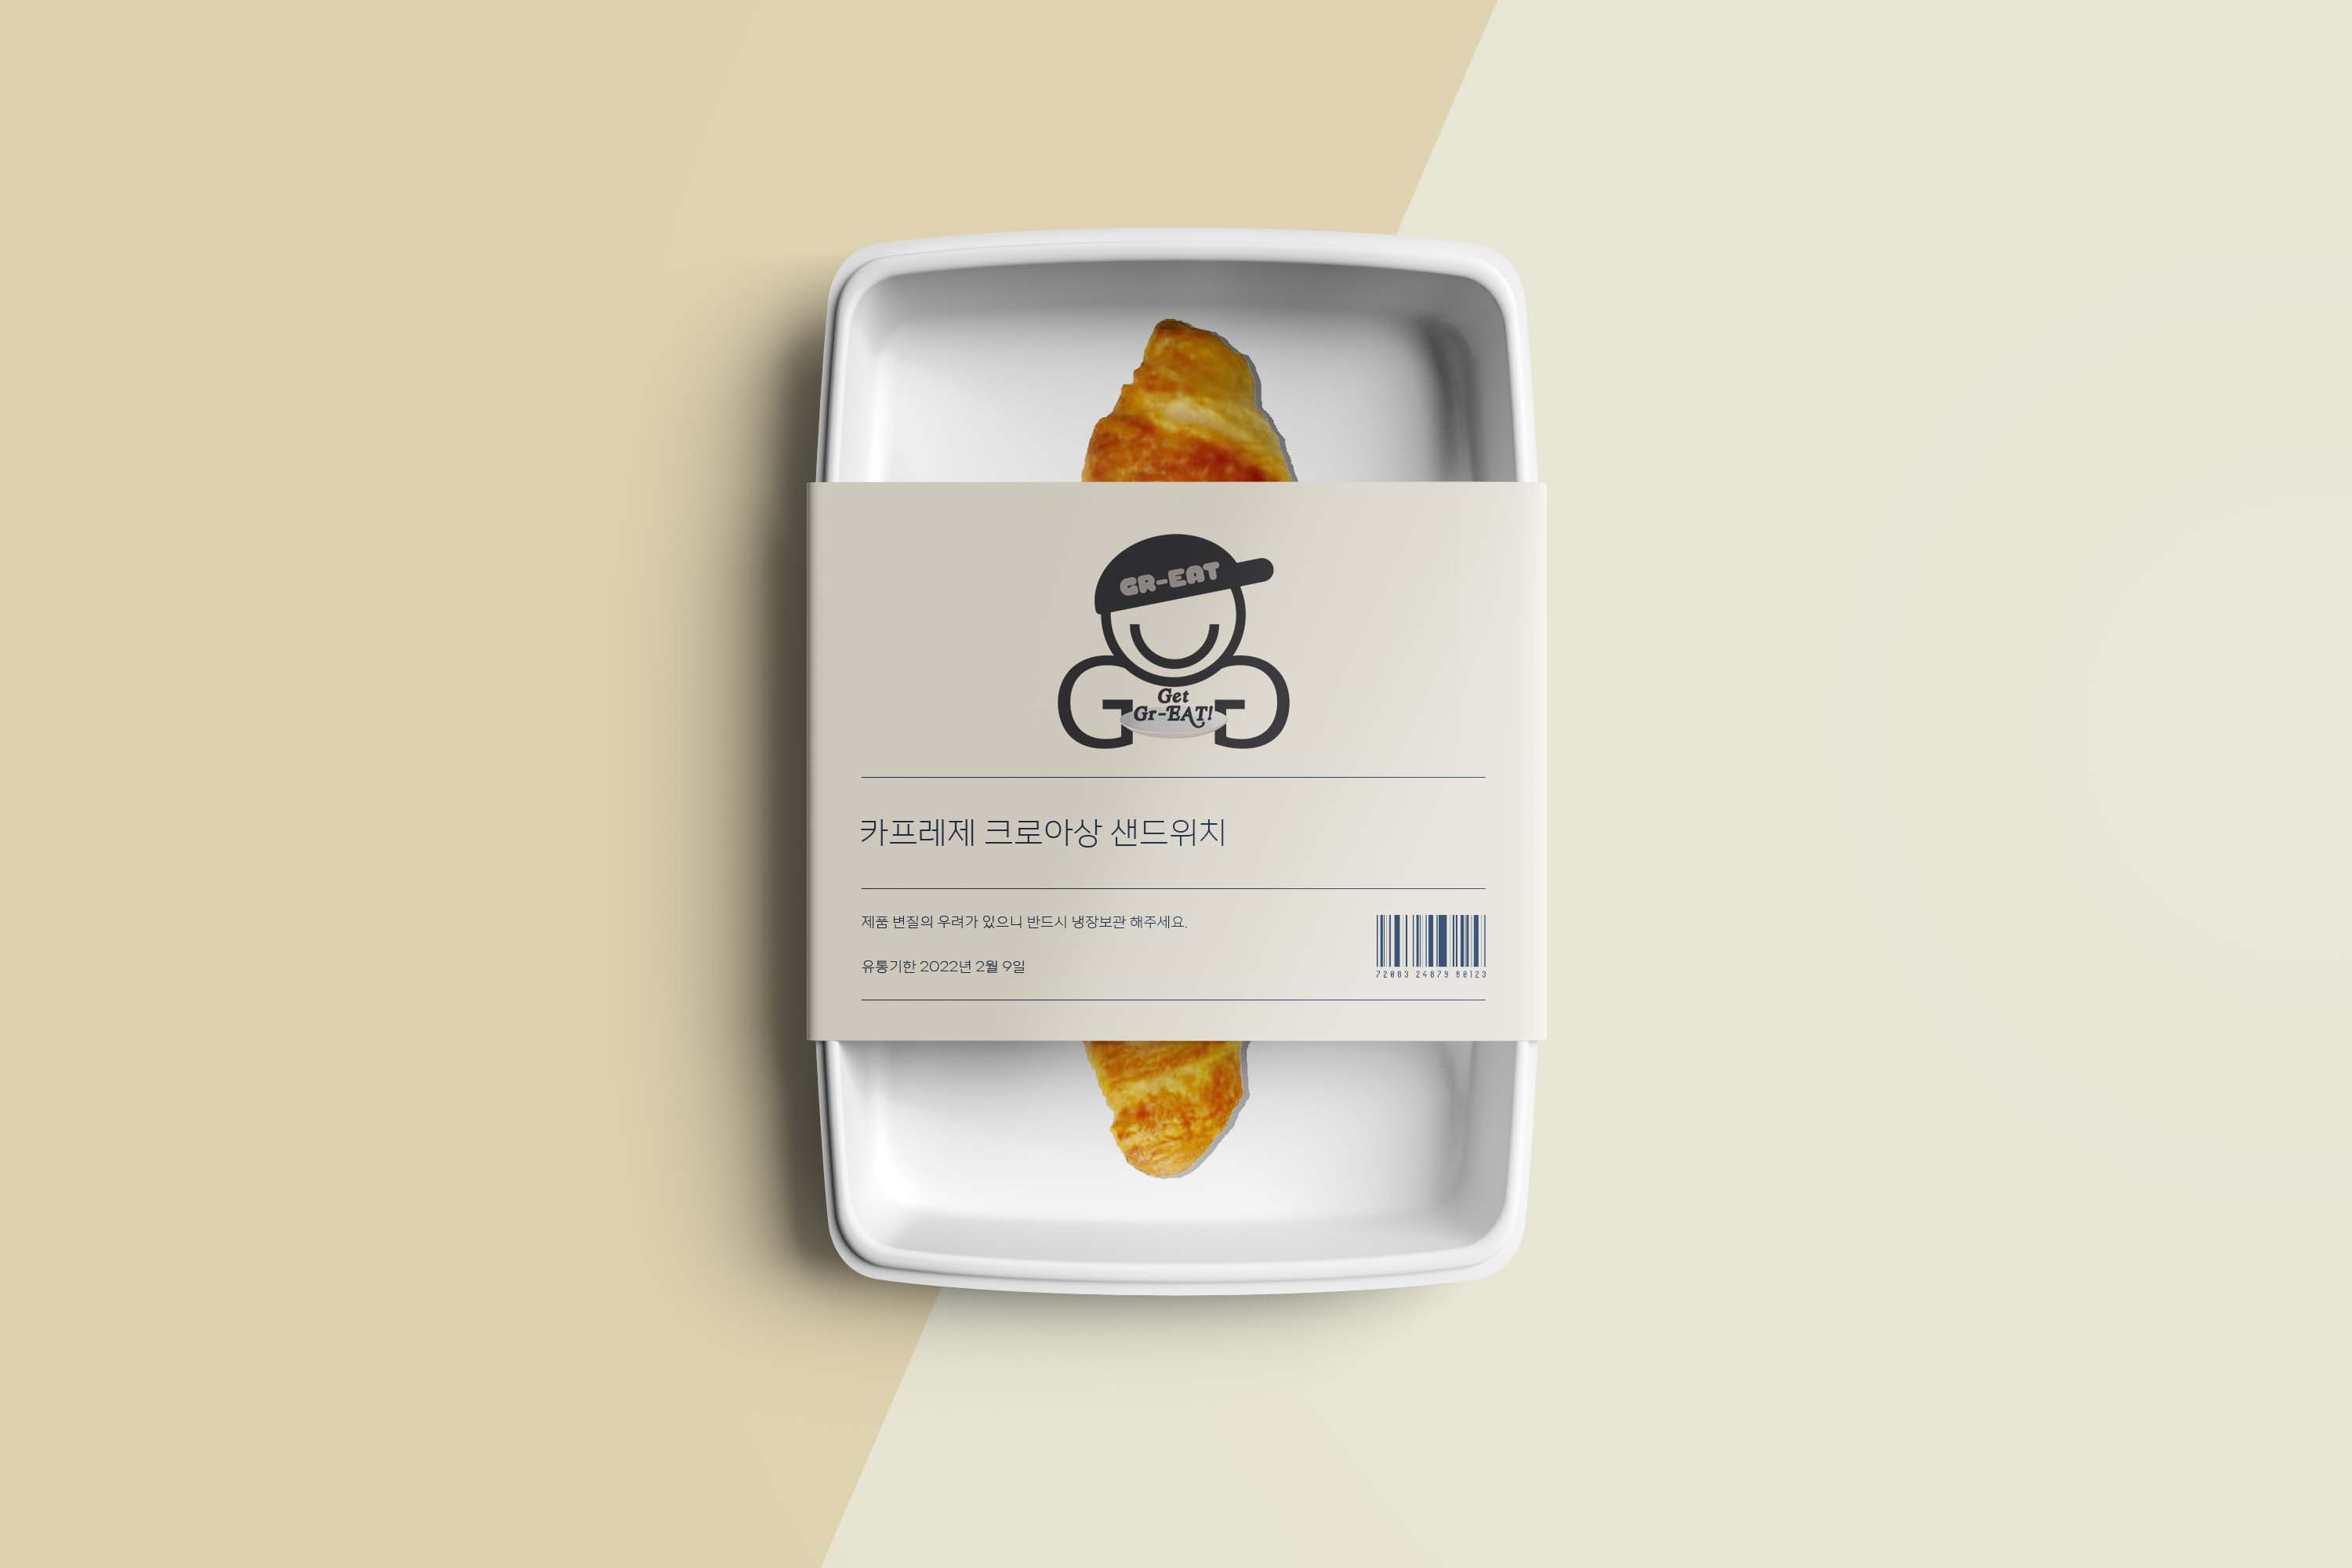 GR-EAT
Get
Gr-EAT!
카프레제 크로아상 샌드위치
제품 변질의 우려가 있으니 반드시 냉장보관 해주세요.
유통기한 2022년 2월 9일
72083 24879 80123